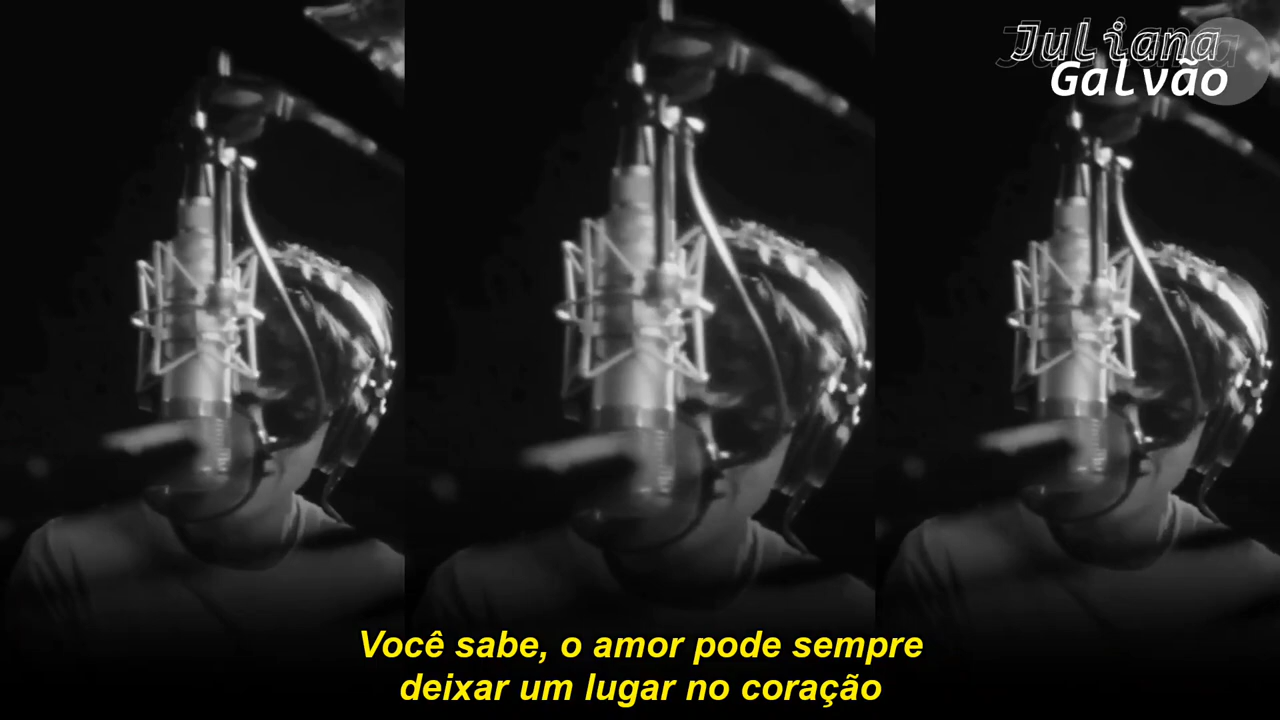 Juliana
Galvão
Você sabe, o amor pode sempre
deixar um lugar no coração